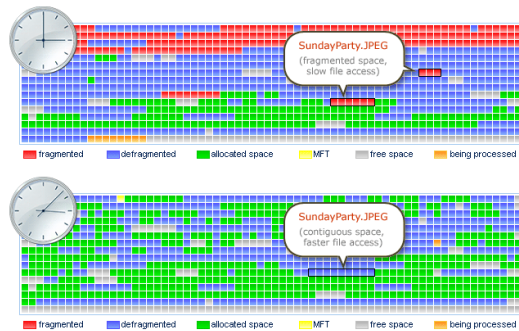 SundayParty.JPEG
(fragmented space,
slow file access)
fragmented defragmented allocated space MFT free space being processed
SundayParty.JPEG
(contiguous space,
faster file access)
fragmented defragmented allocated space MFT free space being processed